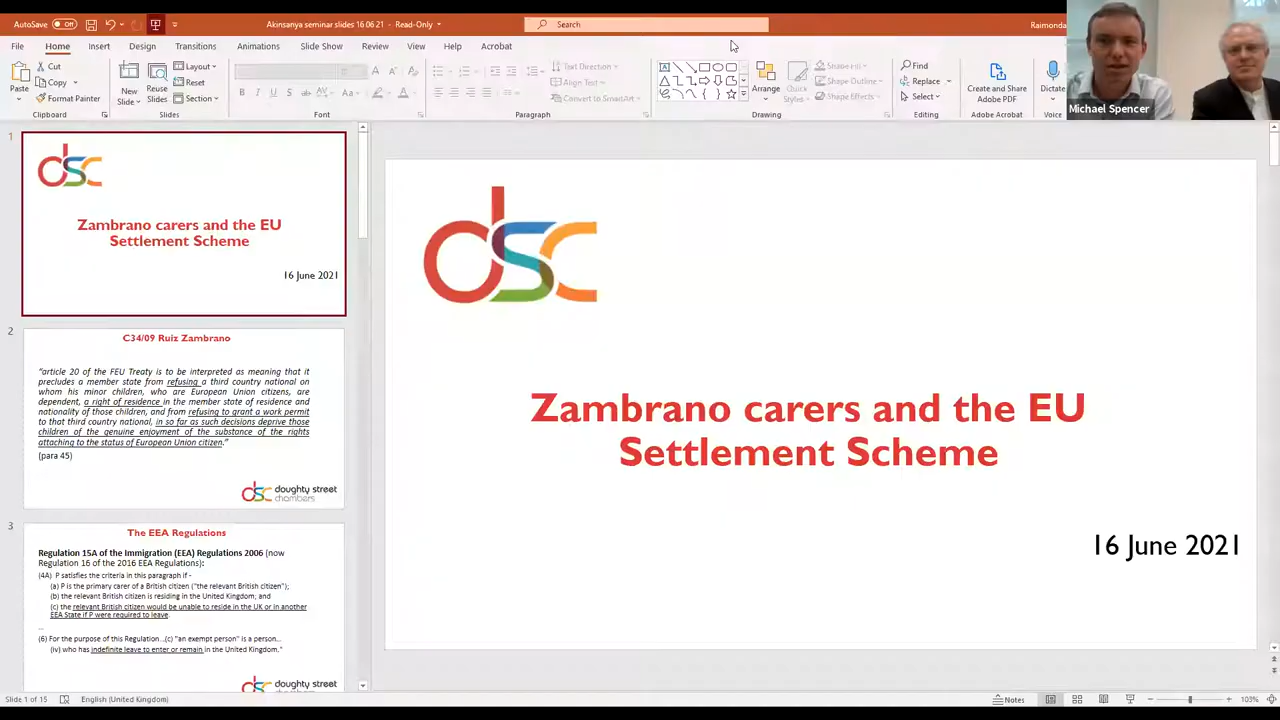 AutoSave
Off
Akinsanya seminar slides 16 06 21 - Read-Only
Search
Raimonda
File
Home
Insert
Design
Transitions
Animations
Slide Show
Review
View
Help
Acrobat
Paste
Cut
Copy
Format Painter
Clipboard
New
Slide
Reuse
Slides
Layout
Reset
Section
Slides
B I U S
Aa
A
Font
Text Direction
Align Text
Convert to SmartArt
Paragraph
Arrange
Quick
Styles
Shape Fill
Shape Outline
Shape Effects
Drawing
Find
Replace
Select
Editing
Create and Share
Adobe PDF
Adobe Acrobat
Dictate
Voice
Michael Spencer
1
dsc
Zambrano carers and the EU
Settlement Scheme
16 June 2021
2
C34/09 Ruiz Zambrano
“article 20 of the FEU Treaty is to be interpreted as meaning that it
precludes a member state from refusing a third country national on
whom his minor children, who are European Union citizens, are
dependent, a right of residence in the member state of residence and
nationality of those children, and from refusing to grant a work permit
to that third country national, in so far as such decisions deprive those
children of the genuine enjoyment of the substance of the rights
attaching to the status of European Union citizen.”
(para 45)
dsc doughty street
chambers
3
The EEA Regulations
Regulation 15A of the Immigration (EEA) Regulations 2006 (now
Regulation 16 of the 2016 EEA Regulations):
(4A) P satisfies the criteria in this paragraph if -
(a) P is the primary carer of a British citizen ("the relevant British citizen");
(b) the relevant British citizen is residing in the United Kingdom; and
(c) the relevant British citizen would be unable to reside in the UK or in another
EEA State if P were required to leave.
...
(6) For the purpose of this Regulation...(c) "an exempt person" is a person...
(iv) who has indefinite leave to enter or remain in the United Kingdom."
dsc doughty street
dsc
Zambrano carers and the EU
Settlement Scheme
16 June 2021
Slide 1 of 15
English (United Kingdom)
Notes
103%